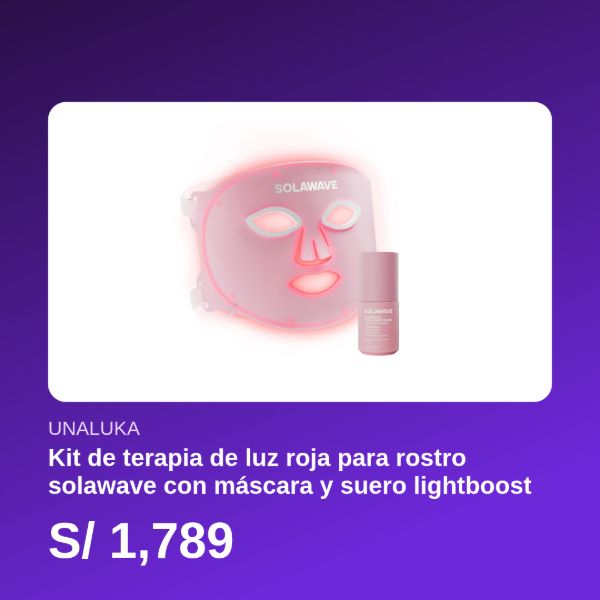 SOLAWAVE
SOLAWAVE
UNALUKA
Kit de terapia de luz roja para rostro
solawave con máscara y suero lightboost
S/ 1,789